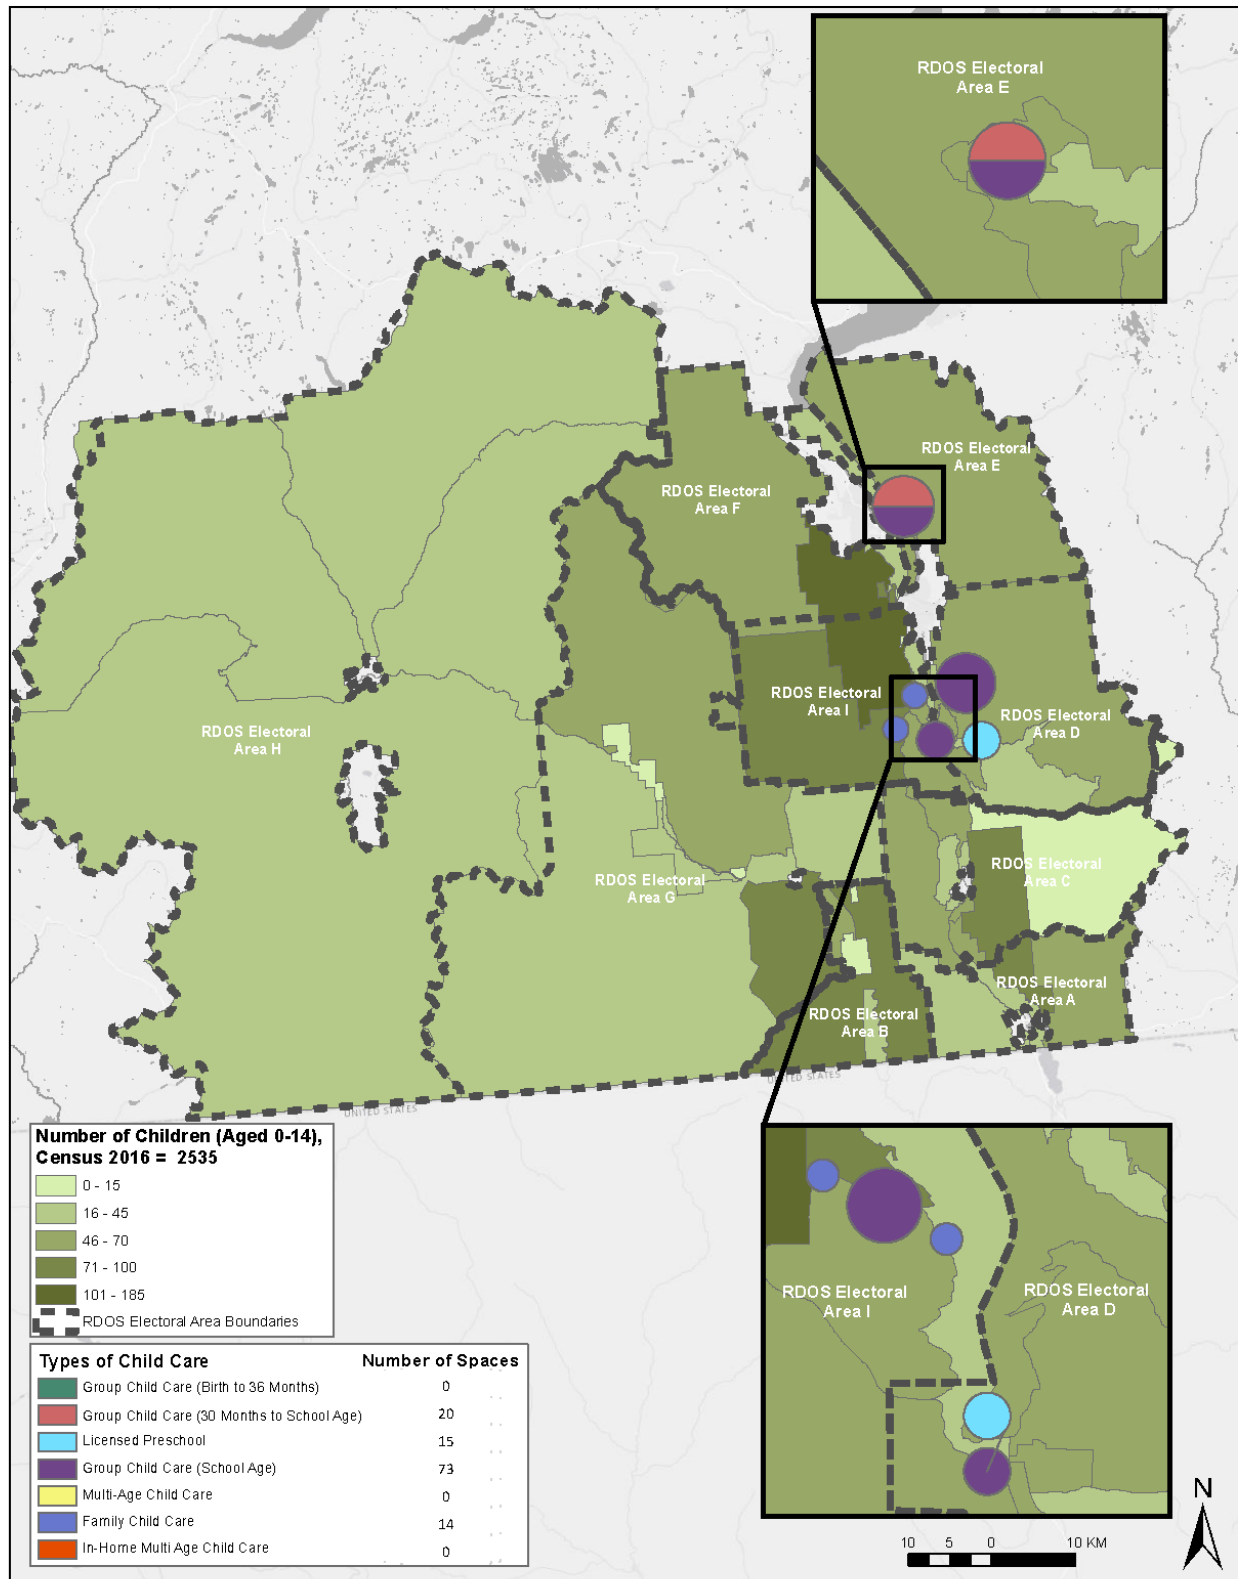 RDOS Electoral
Area E
RDOS Electoral
Area E
RDOS Electoral
Area F
RDOS Electoral
Area I
RDOS Electoral
Area D
RDOS Electoral
Area H
RDOS Electoral
Area G
RDOS Electoral
Area C
RDOS Electoral
Area A
RDOS Electoral
Area B
UNITED STATES
UNITED STATES
Number of Children (Aged 0-14),
Census 2016 = 2535
0 - 15
16 - 45
46 - 70
71 - 100
101 - 185
RDOS Electoral Area Boundaries
Types of Child Care Number of Spaces
Group Child Care (Birth to 36 Months) 0
Group Child Care (30 Months to School Age) 20
Licensed Preschool 15
Group Child Care (School Age) 73
Multi-Age Child Care 0
Family Child Care 14
In-Home Multi Age Child Care 0
RDOS Electoral
Area I
RDOS Electoral
Area D
N
10 5 0 10 KM